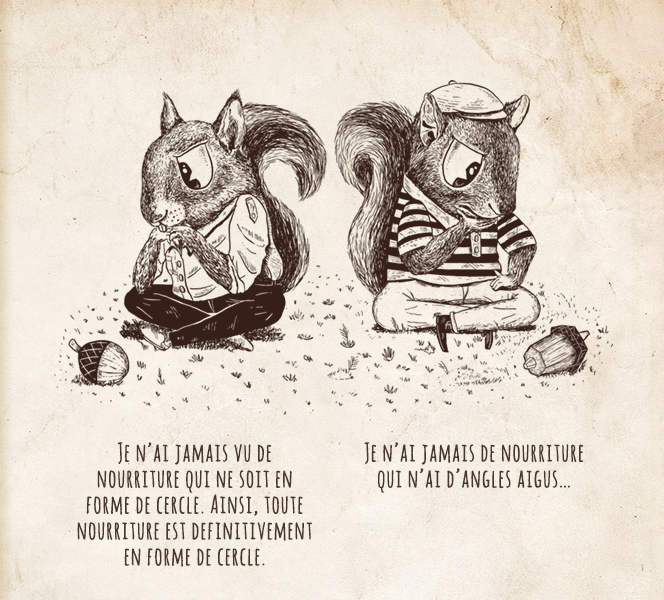 Je n'ai jamais vu de
nourriture qui ne soit en
forme de cercle. Ainsi, toute
nourriture est definitivement
en forme de cercle.
Je n'ai jamais de nourriture
qui n'ai d'angles aigus...